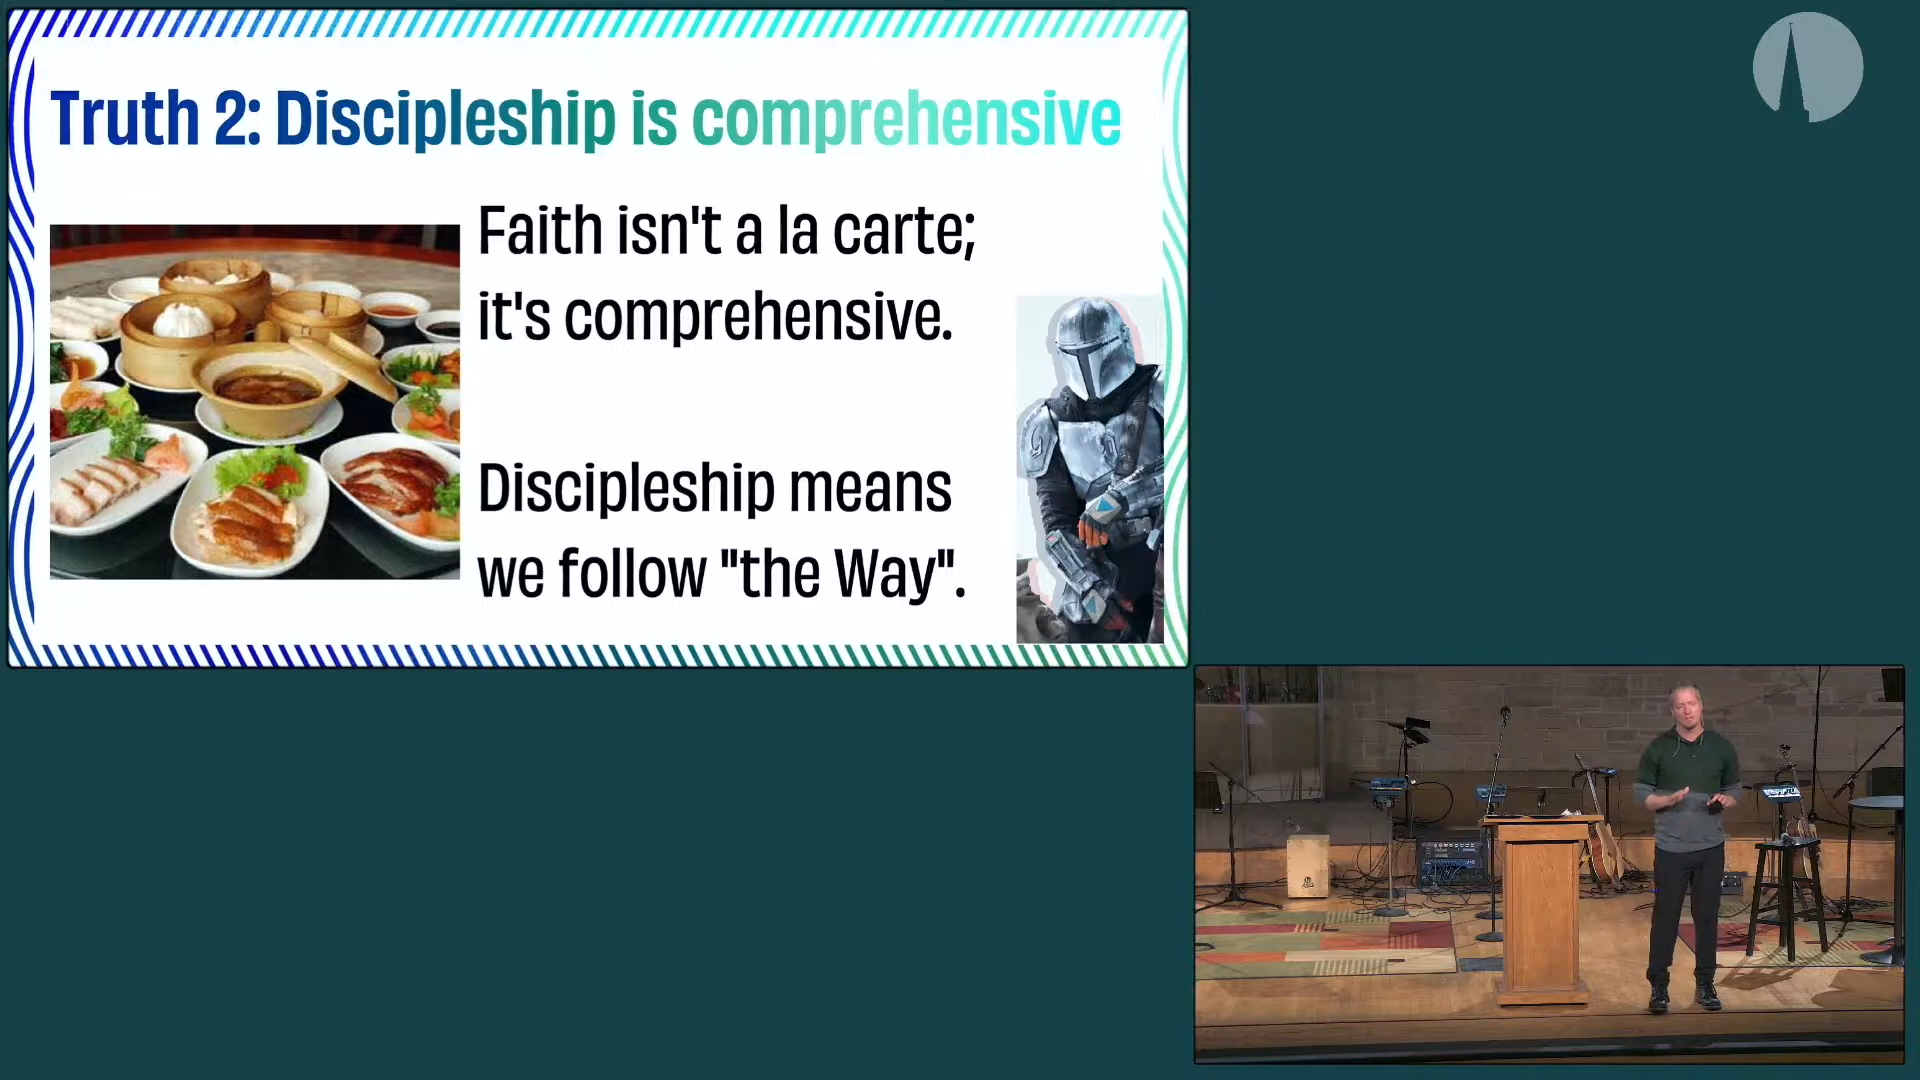 Truth 2: Discipleship is comprehensive
Faith isn't a la carte;
it's comprehensive.
Discipleship means
we follow "the Way".